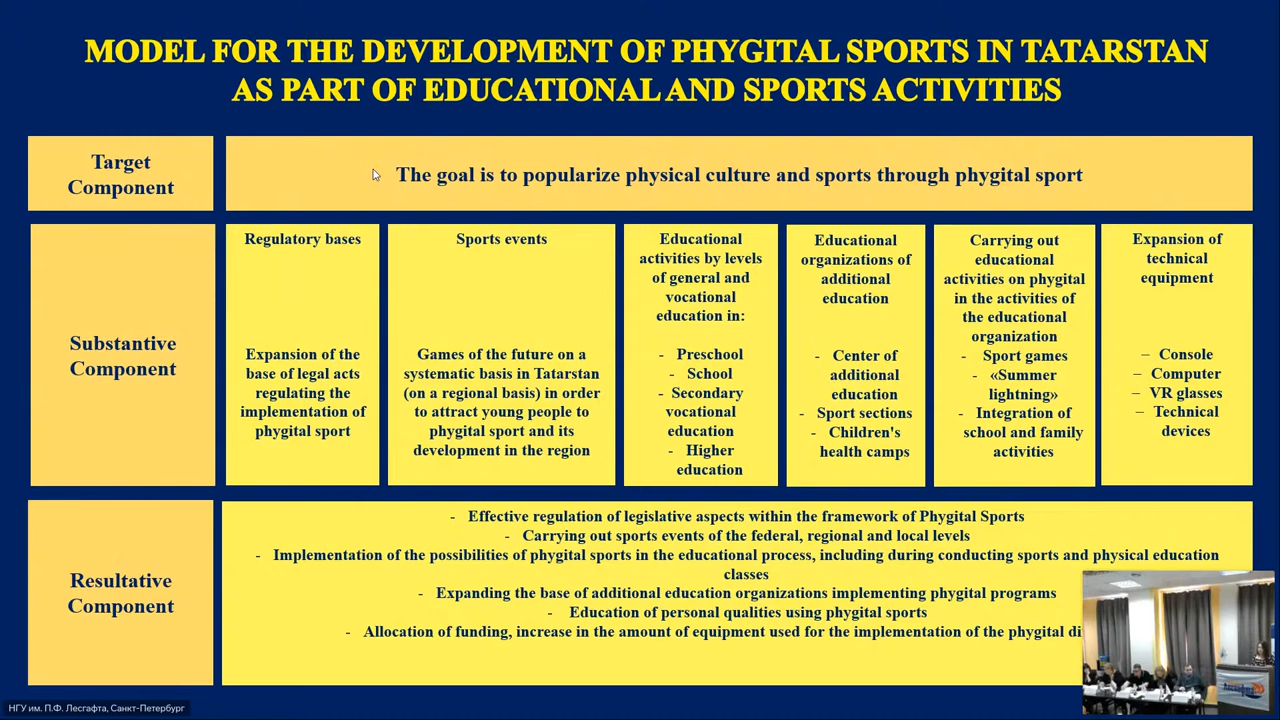 MODEL FOR THE DEVELOPMENT OF PHYGITAL SPORTS IN TATARSTAN
AS PART OF EDUCATIONAL AND SPORTS ACTIVITIES
Target
Component
The goal is to popularize physical culture and sports through phygital sport
Substantive
Component
Regulatory bases
Expansion of the
base of legal acts
regulating the
implementation of
phygital sport
Sports events
Games of the future on a
systematic basis in Tatarstan
(on a regional basis) in order
to attract young people to
phygital sport and its
development in the region
Educational
activities by levels
of general and
vocational
education in:
- Preschool
- School
- Secondary
vocational
education
- Higher
education
Educational
organizations of
additional
education
- Center of
additional
education
- Sport sections
- Children's
health camps
Carrying out
educational
activities on phygital
in the activities of
the educational
organization
- Sport games
- «Summer
lightning»
- Integration of
school and family
activities
Expansion of
technical
equipment
– Console
– Computer
– VR glasses
– Technical
devices
Resultative
Component
- Effective regulation of legislative aspects within the framework of Phygital Sports
- Carrying out sports events of the federal, regional and local levels
- Implementation of the possibilities of phygital sports in the educational process, including during conducting sports and physical education
classes
- Expanding the base of additional education organizations implementing phygital programs
- Education of personal qualities using phygital sports
- Allocation of funding, increase in the amount of equipment used for the implementation of the phygital di
НГУ им. П.Ф. Лесгафта, Санкт-Петербург